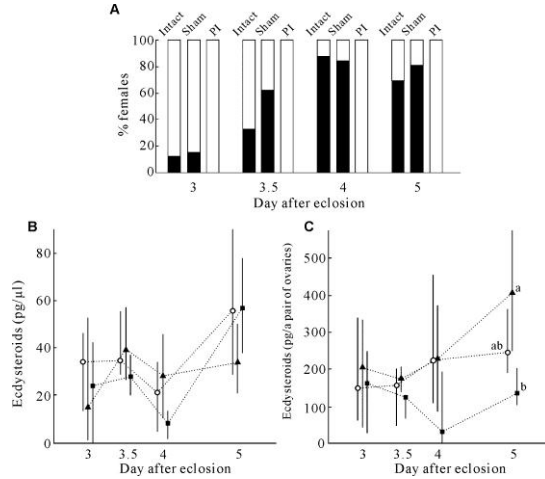 A
Intact Sham PI Intact Sham PI Intact Sham PI Intact Sham PI
100
80
60
40
20
0
% females
3 3.5 4 5
Day after eclosion
B
80
60
40
20
0
Ecdysteroids (pg/μl)
3 3.5 4 5
Day after eclosion
C
500
400
300
200
100
0
Ecdysteroids (pg/a pair of ovaries)
a
ab
b
3 3.5 4 5
Day after eclosion